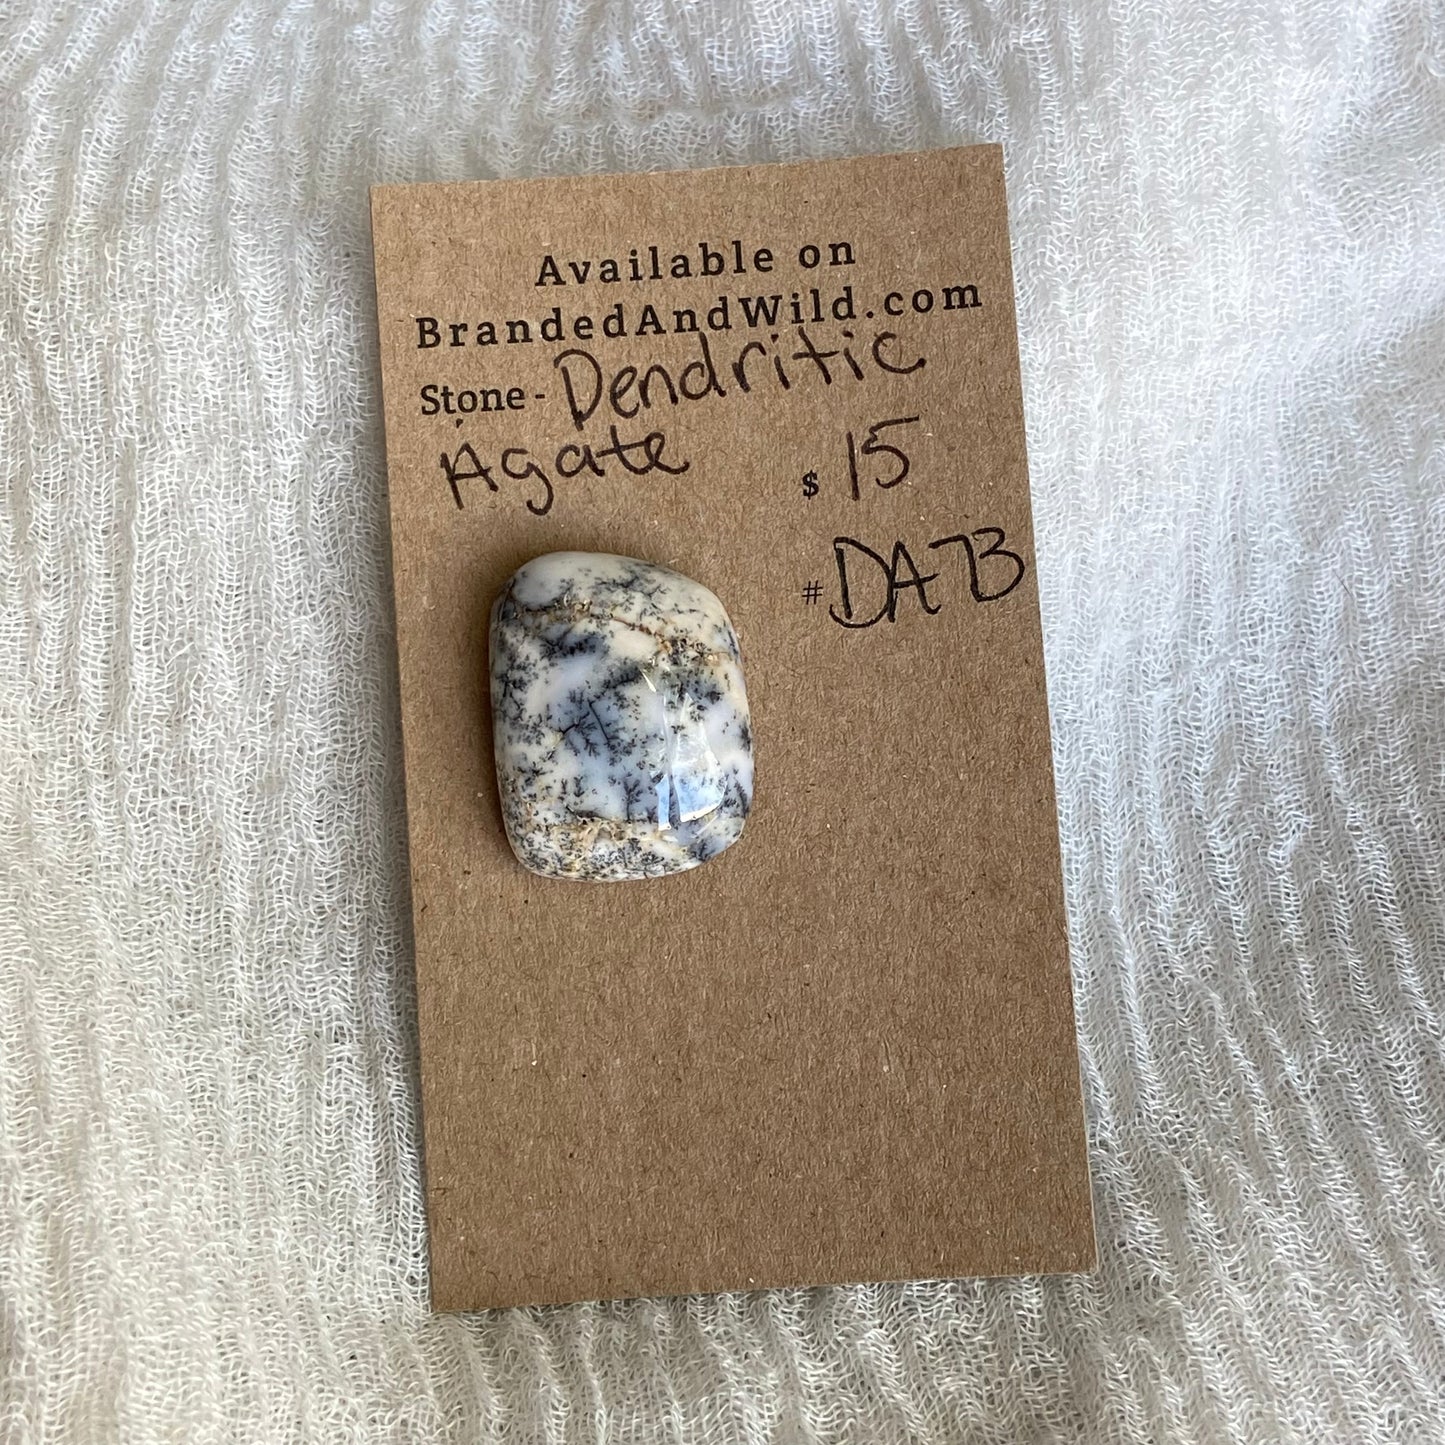 Available on
BrandedAndWild.com
Stone - Dendritic
Agate
$ 15
# DA73